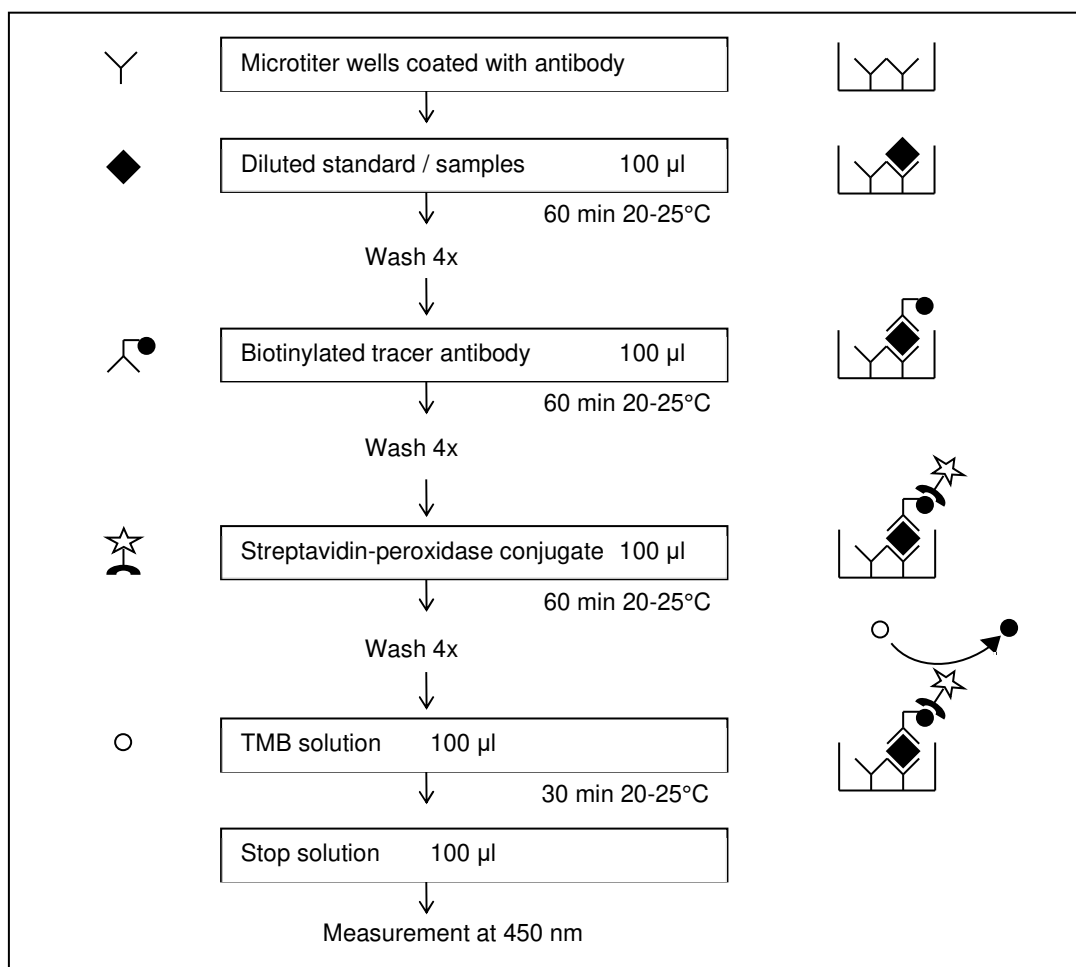 Microtiter wells coated with antibody
Diluted standard / samples 100 µl
60 min 20-25°C
Wash 4x
Biotinylated tracer antibody 100 µl
60 min 20-25°C
Wash 4x
Streptavidin-peroxidase conjugate 100 µl
60 min 20-25°C
Wash 4x
TMB solution 100 µl
30 min 20-25°C
Stop solution 100 µl
Measurement at 450 nm